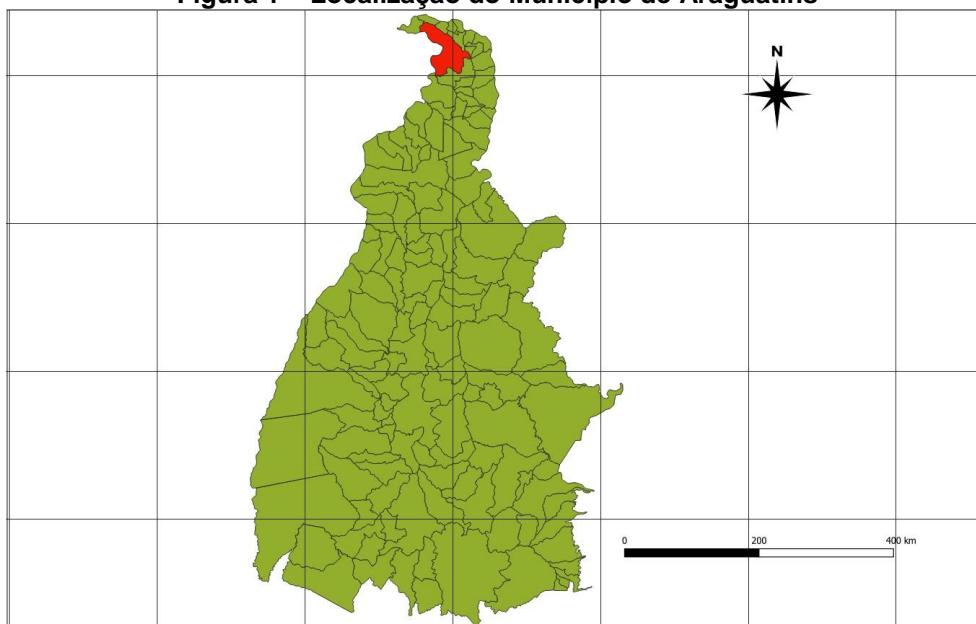 Figura 1 – Localização do Município de Araguatins
N
0 200 400 km